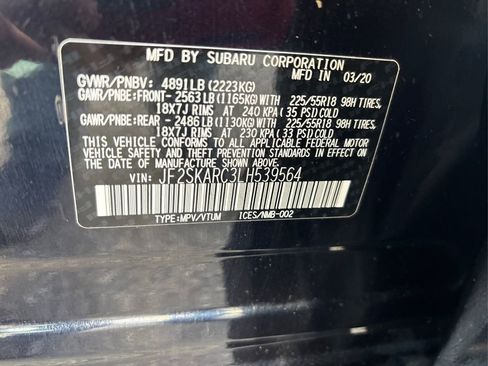 MFD BY SUBARU CORPORATION
03/20
GVWR/PNBV: 4891LB(2223KG)
GAWR/PNBE:FRONT-2563LB(1165KG)WITH 225/55R18 98H TIRES,
18X7J RIMS AT 240 KPA(35 PSI)COLD
GAWR/PNBE:REAR -2486LB(1130KG)WITH 225/55R18 98H TIRES,
18X7J RIMS AT 230 KPA(33 PSI)COLD
THIS VEHICLE CONFORMS TO ALL APPLICABLE FEDERAL MOTOR
VEHICLE SAFETY, BUMPER, AND THEFT PREVENTION STANDARDS
IN EFFECT ON THE DATE OF MANUFACTURE SHOWN ABOVE.
VIN: JF2SKARC3LH539564
TYPE:MPV/VTUM ICES/NMB-002